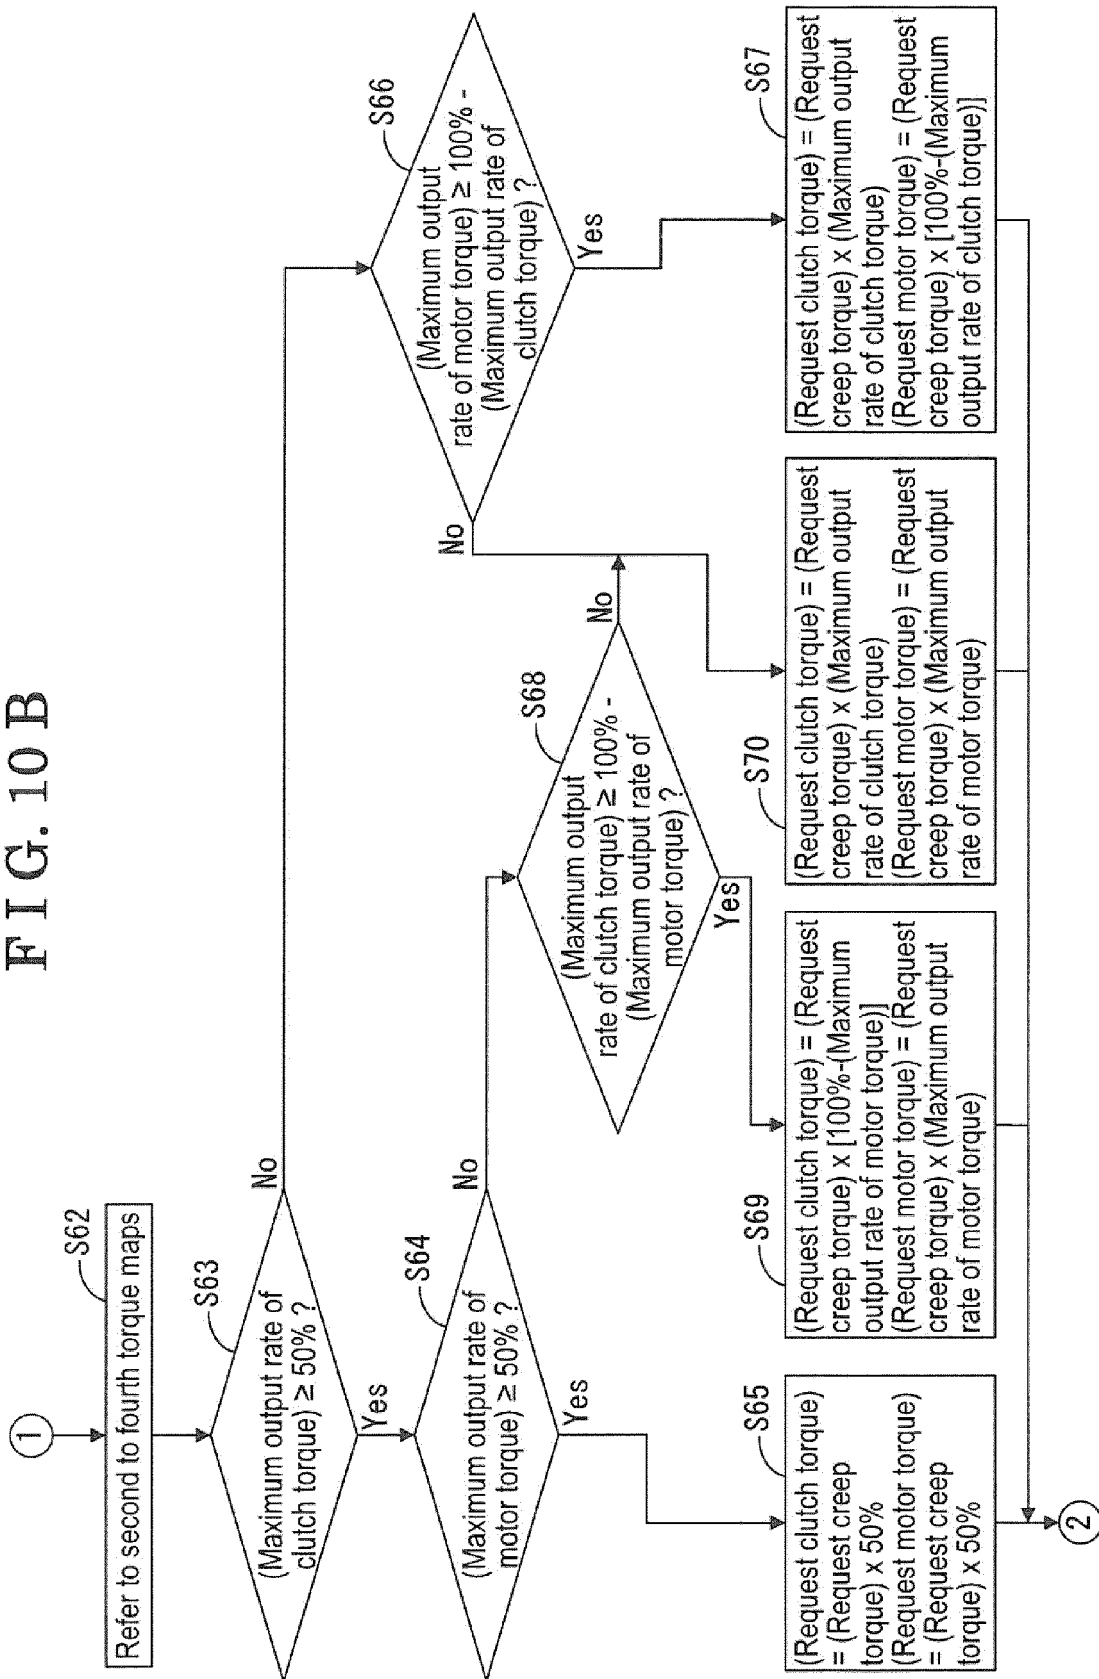 FIG. 10B
1
S62
Refer to second to fourth torque maps
S63
(Maximum output rate of
clutch torque) ≥ 50% ?
No
Yes
S64
(Maximum output rate of
motor torque) ≥ 50% ?
No
Yes
S66
(Maximum output
rate of motor torque) ≥ 100% -
(Maximum output rate of
clutch torque) ?
No
Yes
S68
(Maximum output
rate of clutch torque) ≥ 100% -
(Maximum output rate of
motor torque) ?
No
Yes
S65
(Request clutch torque)
= (Request creep
torque) x 50%
(Request motor torque)
= (Request creep
torque) x 50%
S69
(Request clutch torque) = (Request
creep torque) x [100%-(Maximum
output rate of motor torque)]
(Request motor torque) = (Request
creep torque) x (Maximum output
rate of motor torque)
S70
(Request clutch torque) = (Request
creep torque) x (Maximum output
rate of clutch torque)
(Request motor torque) = (Request
creep torque) x (Maximum output
rate of motor torque)
S67
(Request clutch torque) = (Request
creep torque) x (Maximum output
rate of clutch torque)
(Request motor torque) = (Request
creep torque) x [100%-(Maximum
output rate of clutch torque)]
2